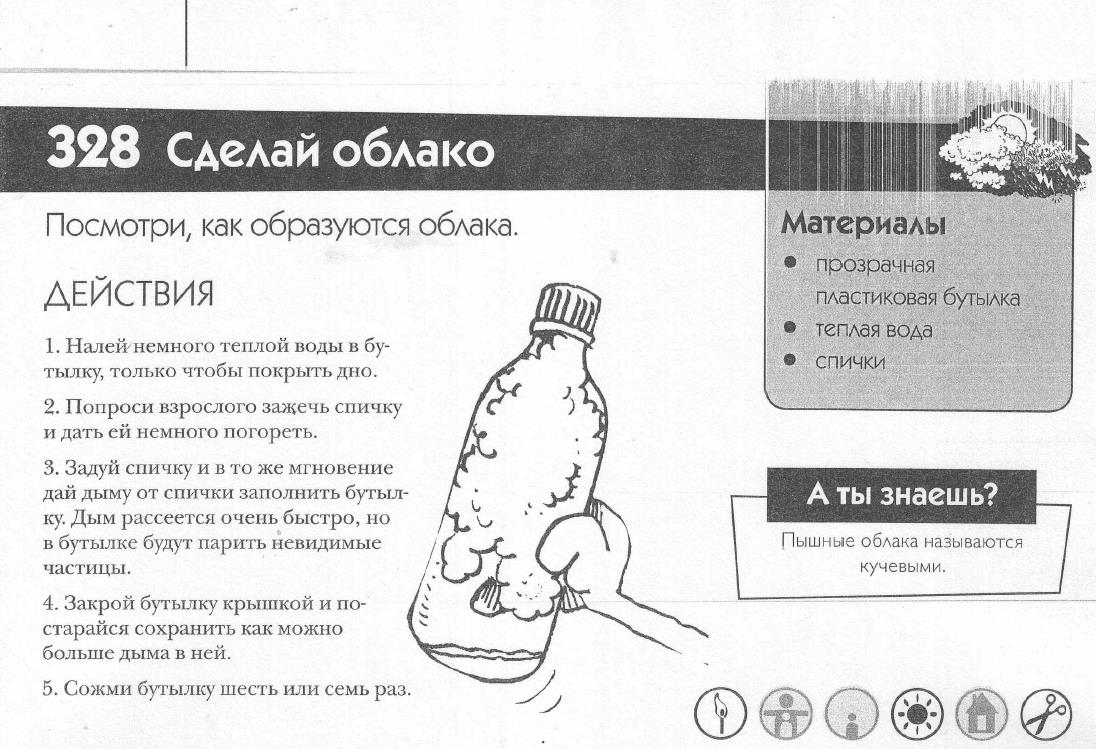 328 Сделай облако
Посмотри, как образуются облака.
ДЕЙСТВИЯ
1. Налей немного теплой воды в бу-
тылку, только чтобы покрыть дно.
2. Попроси взрослого зажечь спичку
и дать ей немного погореть.
3. Задуй спичку и в то же мгновение
дай дыму от спички заполнить бутыл-
ку. Дым рассеется очень быстро, но
в бутылке будут парить невидимые
частицы.
4. Закрой бутылку крышкой и по-
старайся сохранить как можно
больше дыма в ней.
5. Сожми бутылку шесть или семь раз.
Материалы
● прозрачная
пластиковая бутылка
● теплая вода
● спички
А ты знаешь?
Пышные облака называются
кучевыми.